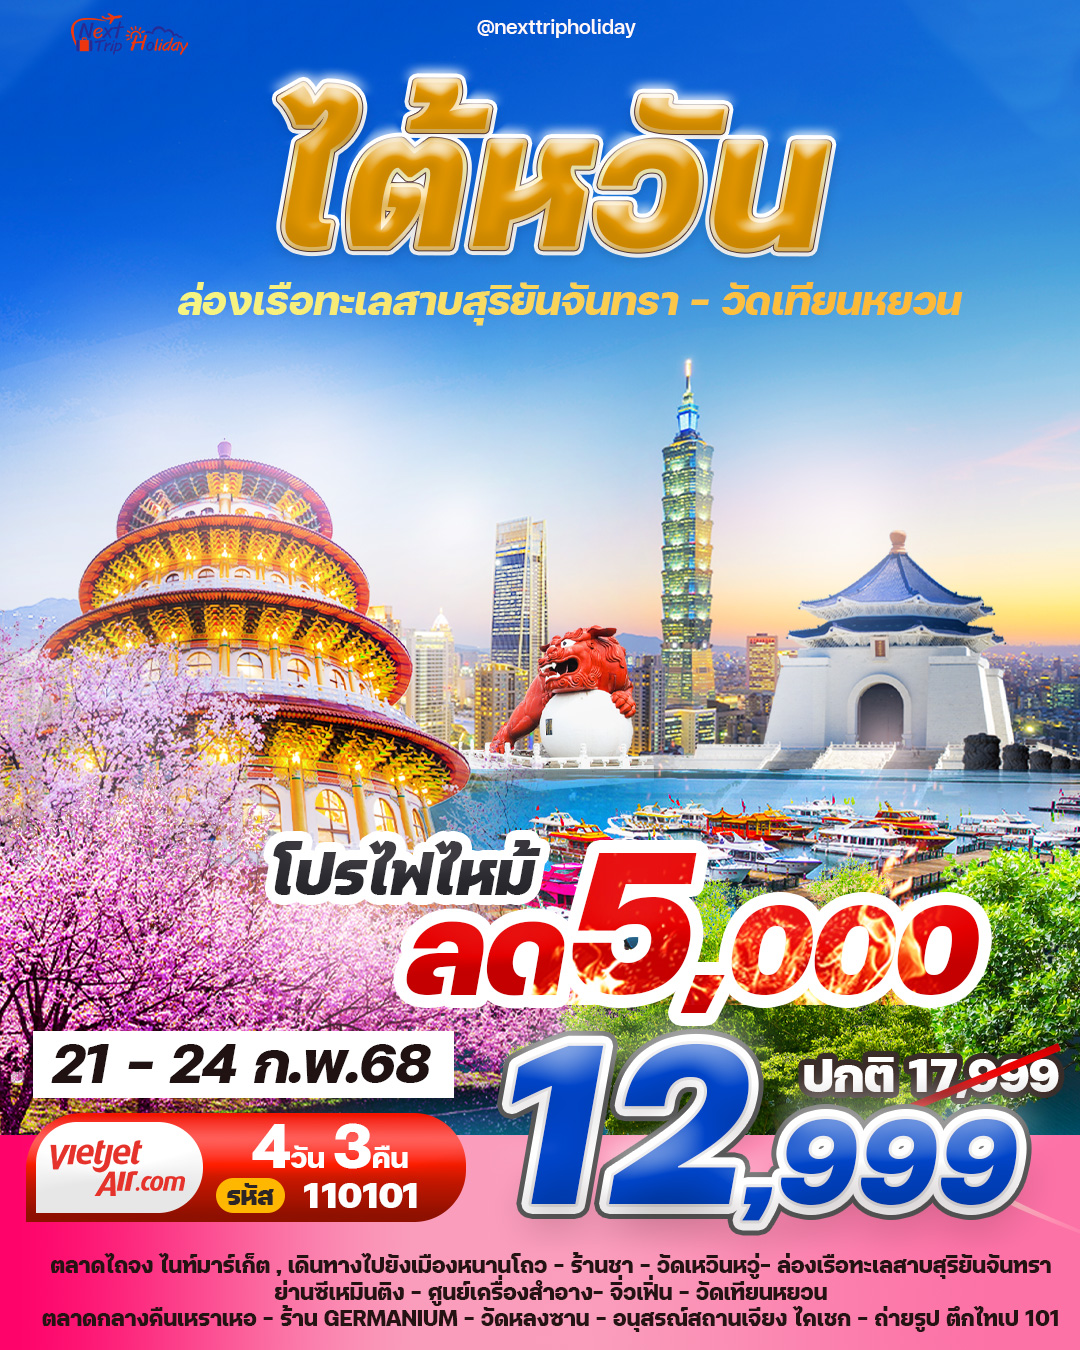 Next
Trip Holiday
@nexttripholiday
ไต้หวัน
ล่องเรือทะเลสาบสุริยันจันทรา - วัดเทียนหยวน
โปรไฟไหม้
ลด 5,000
21 - 24 ก.พ.68
12,999
ปกติ 17,999
vietjet
Air.com
4วัน 3คืน
รหัส 110101
ตลาดไถจง ไนท์มาร์เก็ต , เดินทางไปยังเมืองหนานโถว - ร้านชา - วัดเหวินหวู่- ล่องเรือทะเลสาบสุริยันจันทรา
ย่านซีเหมินติง - ศูนย์เครื่องสำอาง- จิ่วเฟิ่น - วัดเทียนหยวน
ตลาดกลางคืนเหราเหอ - ร้าน GERMANIUM - วัดหลงซาน - อนุสรณ์สถานเจียง ไคเชก - ถ่ายรูป ตึกไทเป 101